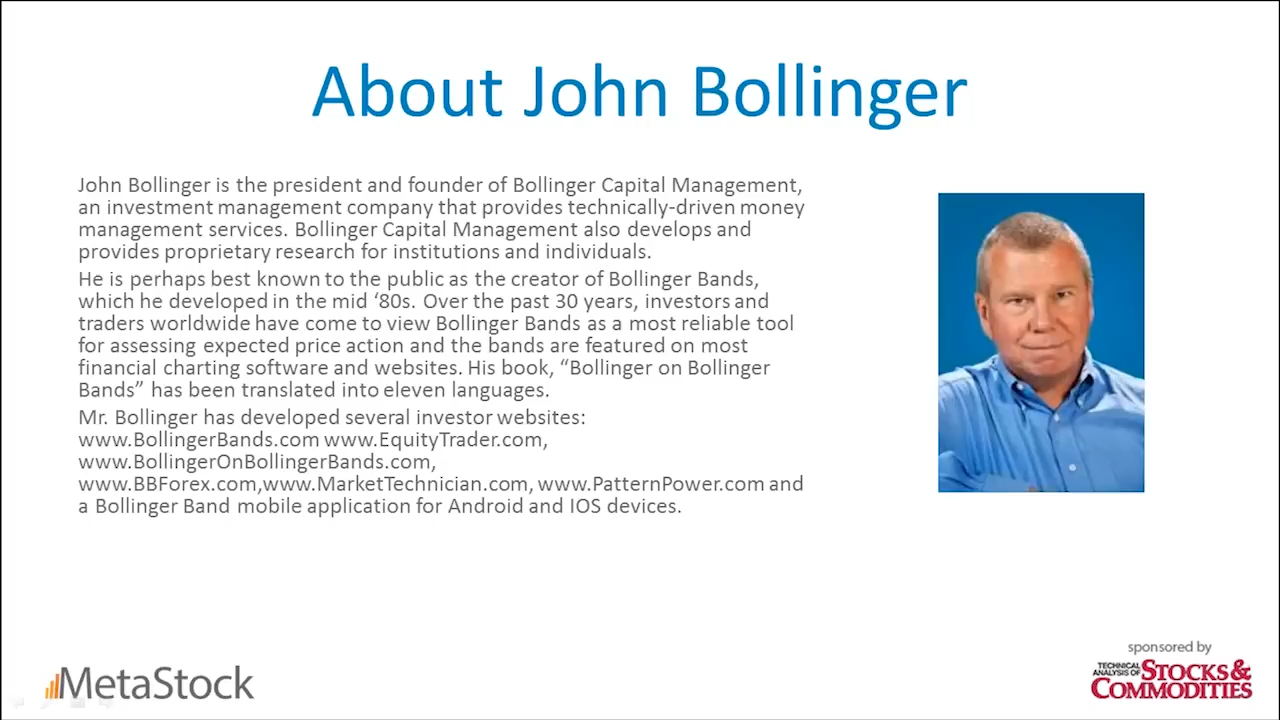 About John Bollinger
John Bollinger is the president and founder of Bollinger Capital Management,
an investment management company that provides technically-driven money
management services. Bollinger Capital Management also develops and
provides proprietary research for institutions and individuals.
He is perhaps best known to the public as the creator of Bollinger Bands,
which he developed in the mid ‘80s. Over the past 30 years, investors and
traders worldwide have come to view Bollinger Bands as a most reliable tool
for assessing expected price action and the bands are featured on most
financial charting software and websites. His book, “Bollinger on Bollinger
Bands” has been translated into eleven languages.
Mr. Bollinger has developed several investor websites:
www.BollingerBands.com www.EquityTrader.com,
www.BollingerOnBollingerBands.com,
www.BBForex.com,www.MarketTechnician.com, www.PatternPower.com and
a Bollinger Band mobile application for Android and IOS devices.
MetaStock
sponsored by
TECHNICAL ANALYSIS OF STOCKS & COMMODITIES